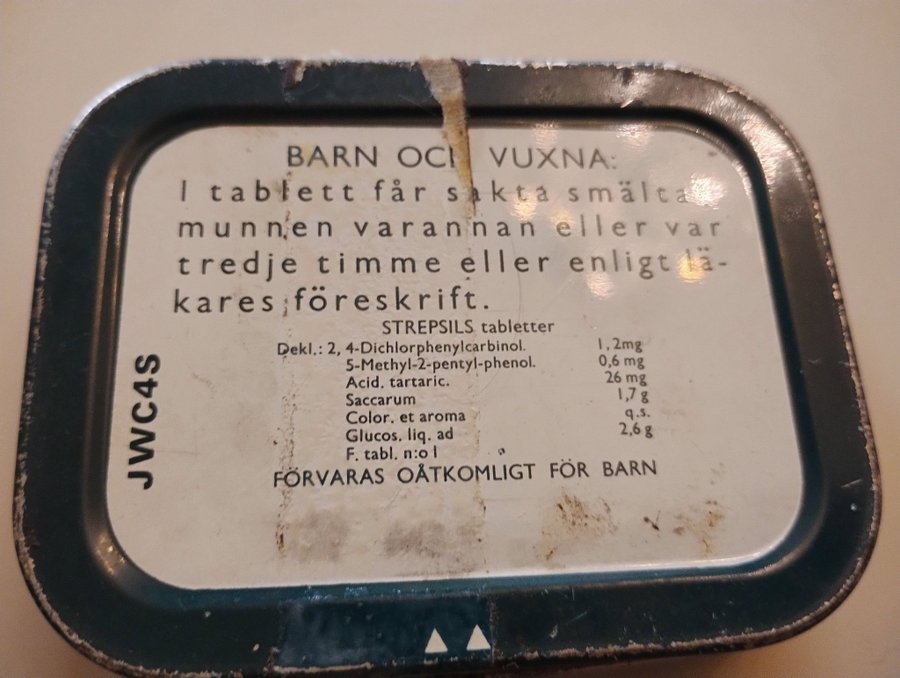 BARN OCH VUXNA:
1 tablett får sakta smälta
munnen varannan eller var
tredje timme eller enligt lä-
kares föreskrift.
STREPSILS tabletter
Dekl.: 2, 4-Dichlorphenylcarbinol. 1,2mg
5-Methyl-2-pentyl-phenol. 0,6 mg
Acid. tartaric. 26 mg
Saccarum 1,7 g
Color. et aroma q.s.
Glucos. liq. ad 2,6 g
F. tabl. n:o 1
FÖRVARAS OÅTKOMLIGT FÖR BARN
JWC4S